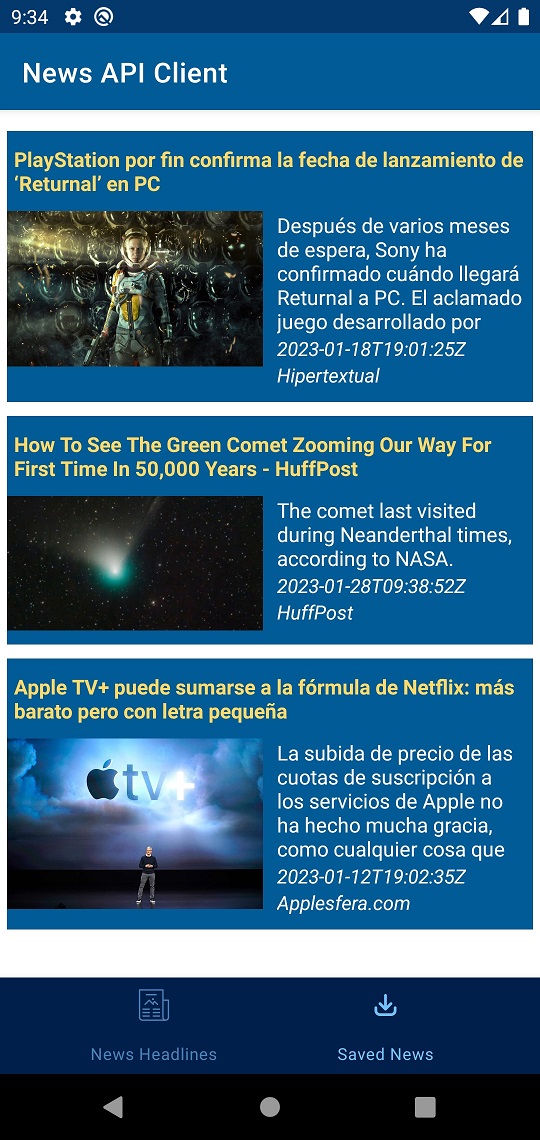 9:34
News API Client
PlayStation por fin confirma la fecha de lanzamiento de
‘Returnal’ en PC
Después de varios meses
de espera, Sony ha
confirmado cuándo llegará
Returnal a PC. El aclamado
juego desarrollado por
2023-01-18T19:01:25Z
Hipertextual
How To See The Green Comet Zooming Our Way For
First Time In 50,000 Years - HuffPost
The comet last visited
during Neanderthal times,
according to NASA.
2023-01-28T09:38:52Z
HuffPost
Apple TV+ puede sumarse a la fórmula de Netflix: más
barato pero con letra pequeña
tv+
La subida de precio de las
cuotas de suscripción a
los servicios de Apple no
ha hecho mucha gracia,
como cualquier cosa que
2023-01-12T19:02:35Z
Applesfera.com
News Headlines
Saved News